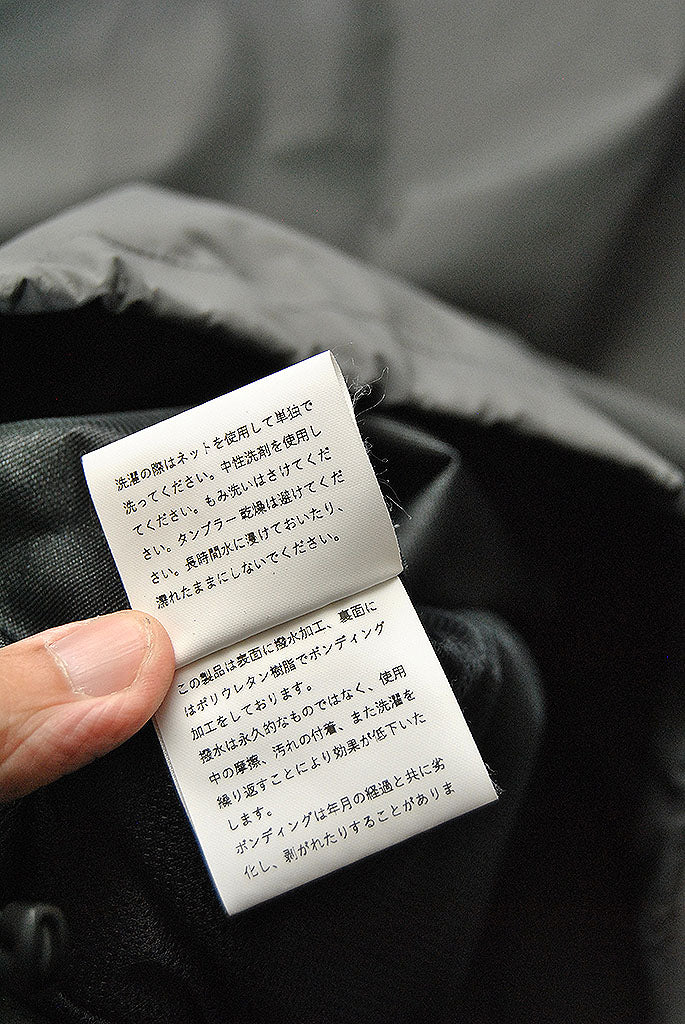 洗濯の際はネットを使用して単独で
洗ってください。中性洗剤を使用し
てください。もみ洗いはさけてくだ
さい。タンブラー乾燥は避けてくだ
さい。長時間水に浸けておいたり、
濡れたままにしないでください。
この製品は表面に撥水加工、裏面に
はポリウレタン樹脂でボンディング
加工をしております。
撥水は永久的なものではなく、使用
中の摩擦、汚れの付着、また洗濯を
繰り返すことにより効果が低下いた
します。
ボンディングは年月の経過と共に劣
化し、剥がれたりすることがありま